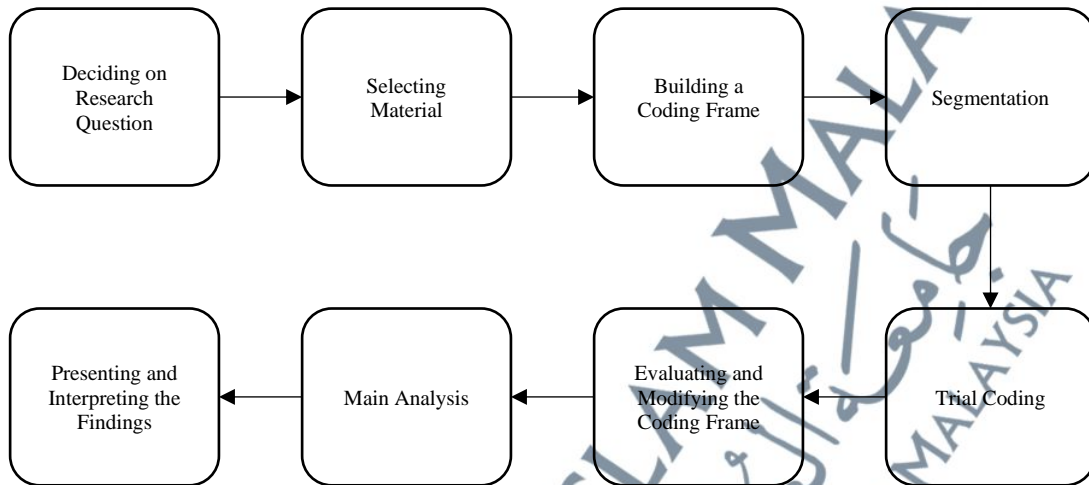 Deciding on
Research
Question
Selecting
Material
Building a
Coding Frame
Segmentation
Trial Coding
Evaluating and
Modifying the
Coding Frame
Main Analysis
Presenting and
Interpreting the
Findings
MALAYSIA